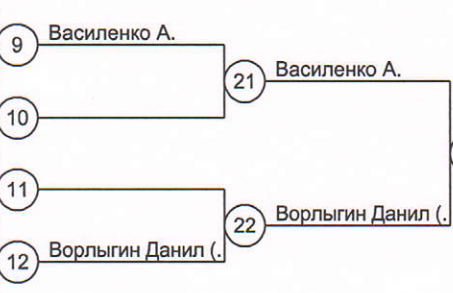 9 Василенко А.
21 Василенко А.
10
11
22 Ворлыгин Данил (.
12 Ворлыгин Данил (.